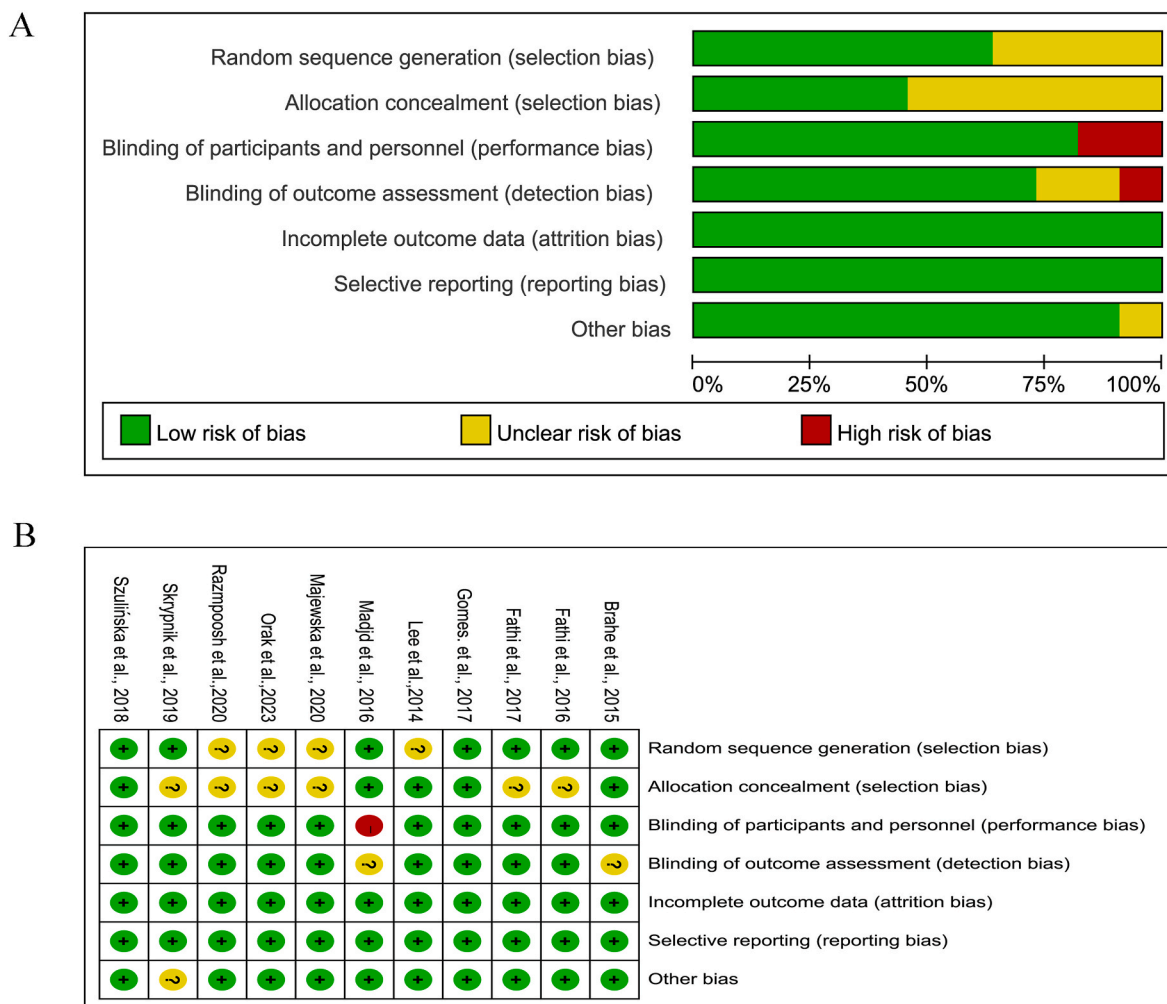 A
Random sequence generation (selection bias)
Allocation concealment (selection bias)
Blinding of participants and personnel (performance bias)
Blinding of outcome assessment (detection bias)
Incomplete outcome data (attrition bias)
Selective reporting (reporting bias)
Other bias
0% 25% 50% 75% 100%
Low risk of bias Unclear risk of bias High risk of bias
B
Szulińska et al., 2018
Skrypnik et al., 2019
Razmpoosh et al.,2020
Orak et al.,2023
Majewska et al., 2020
Madjd et al., 2016
Lee et al.,2014
Gomes. et al., 2017
Fathi et al., 2017
Fathi et al., 2016
Brahe et al., 2015
+ + ? ? ? + ? + + + + Random sequence generation (selection bias)
+ ? ? ? ? + + + ? ? + Allocation concealment (selection bias)
+ + + + + - + + + + + Blinding of participants and personnel (performance bias)
+ + + + + ? + + + + ? Blinding of outcome assessment (detection bias)
+ + + + + + + + + + + Incomplete outcome data (attrition bias)
+ + + + + + + + + + + Selective reporting (reporting bias)
+ ? + + + + + + + + + Other bias